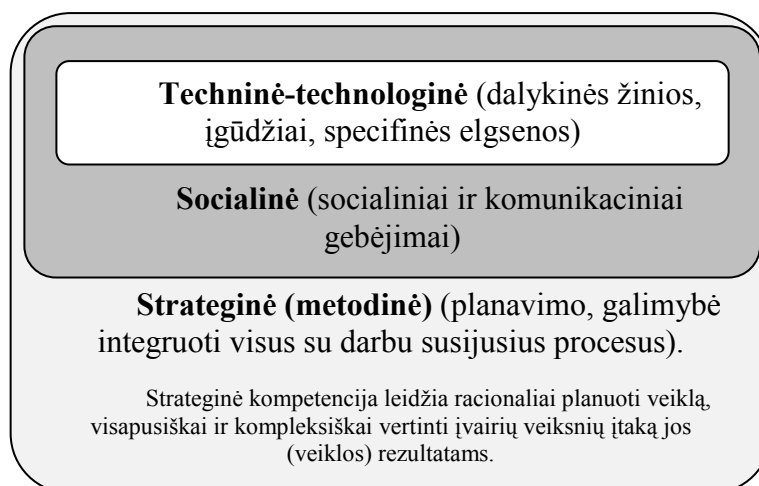 Techninė-technologinė (dalykinės žinios,
įgūdžiai, specifinės elgsenos)
Socialinė (socialiniai ir komunikaciniai
gebėjimai)
Strateginė (metodinė) (planavimo, galimybė
integruoti visus su darbu susijusius procesus).
Strateginė kompetencija leidžia racionaliai planuoti veiklą,
visapusiškai ir kompleksiškai vertinti įvairių veiksnių įtaką jos
(veiklos) rezultatams.